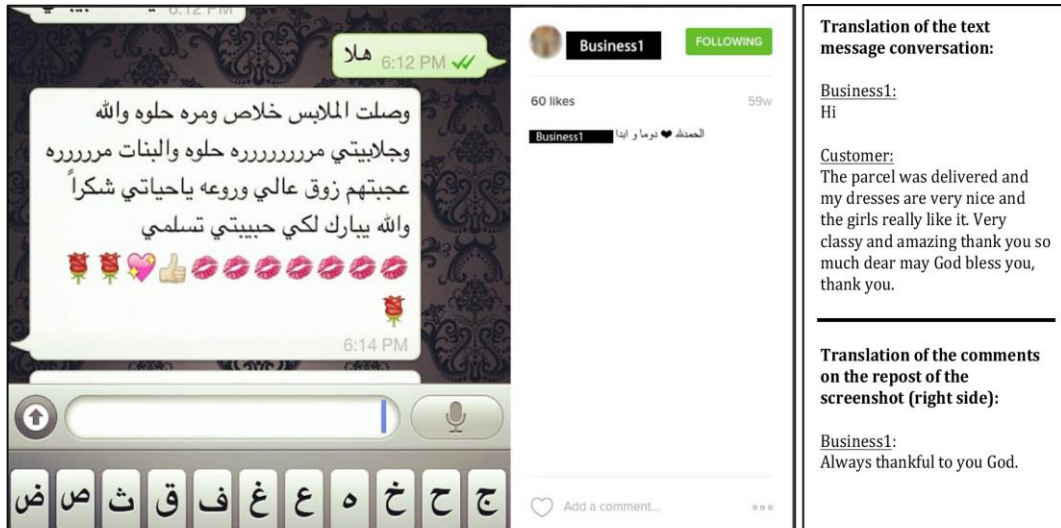 6:12 PM
هلا 6:12 PM
وصلت الملابس خلاص ومره حلوه والله
وجلابيتي مرررررررره حلوه والبنات مرررررره
عجبتهم زوق عالي وروعه ياحياتي شكراً
والله يبارك لكي حبيبتي تسلمي
6:14 PM
ض ص ث ق ف غ ع ه خ ح ج
Business1
FOLLOWING
60 likes 59w
Business1 الحمدلله ❤ دوما و ابدا
Add a comment...
Translation of the text
message conversation:
Business1:
Hi
Customer:
The parcel was delivered and
my dresses are very nice and
the girls really like it. Very
classy and amazing thank you so
much dear may God bless you,
thank you.
Translation of the comments
on the repost of the
screenshot (right side):
Business1:
Always thankful to you God.